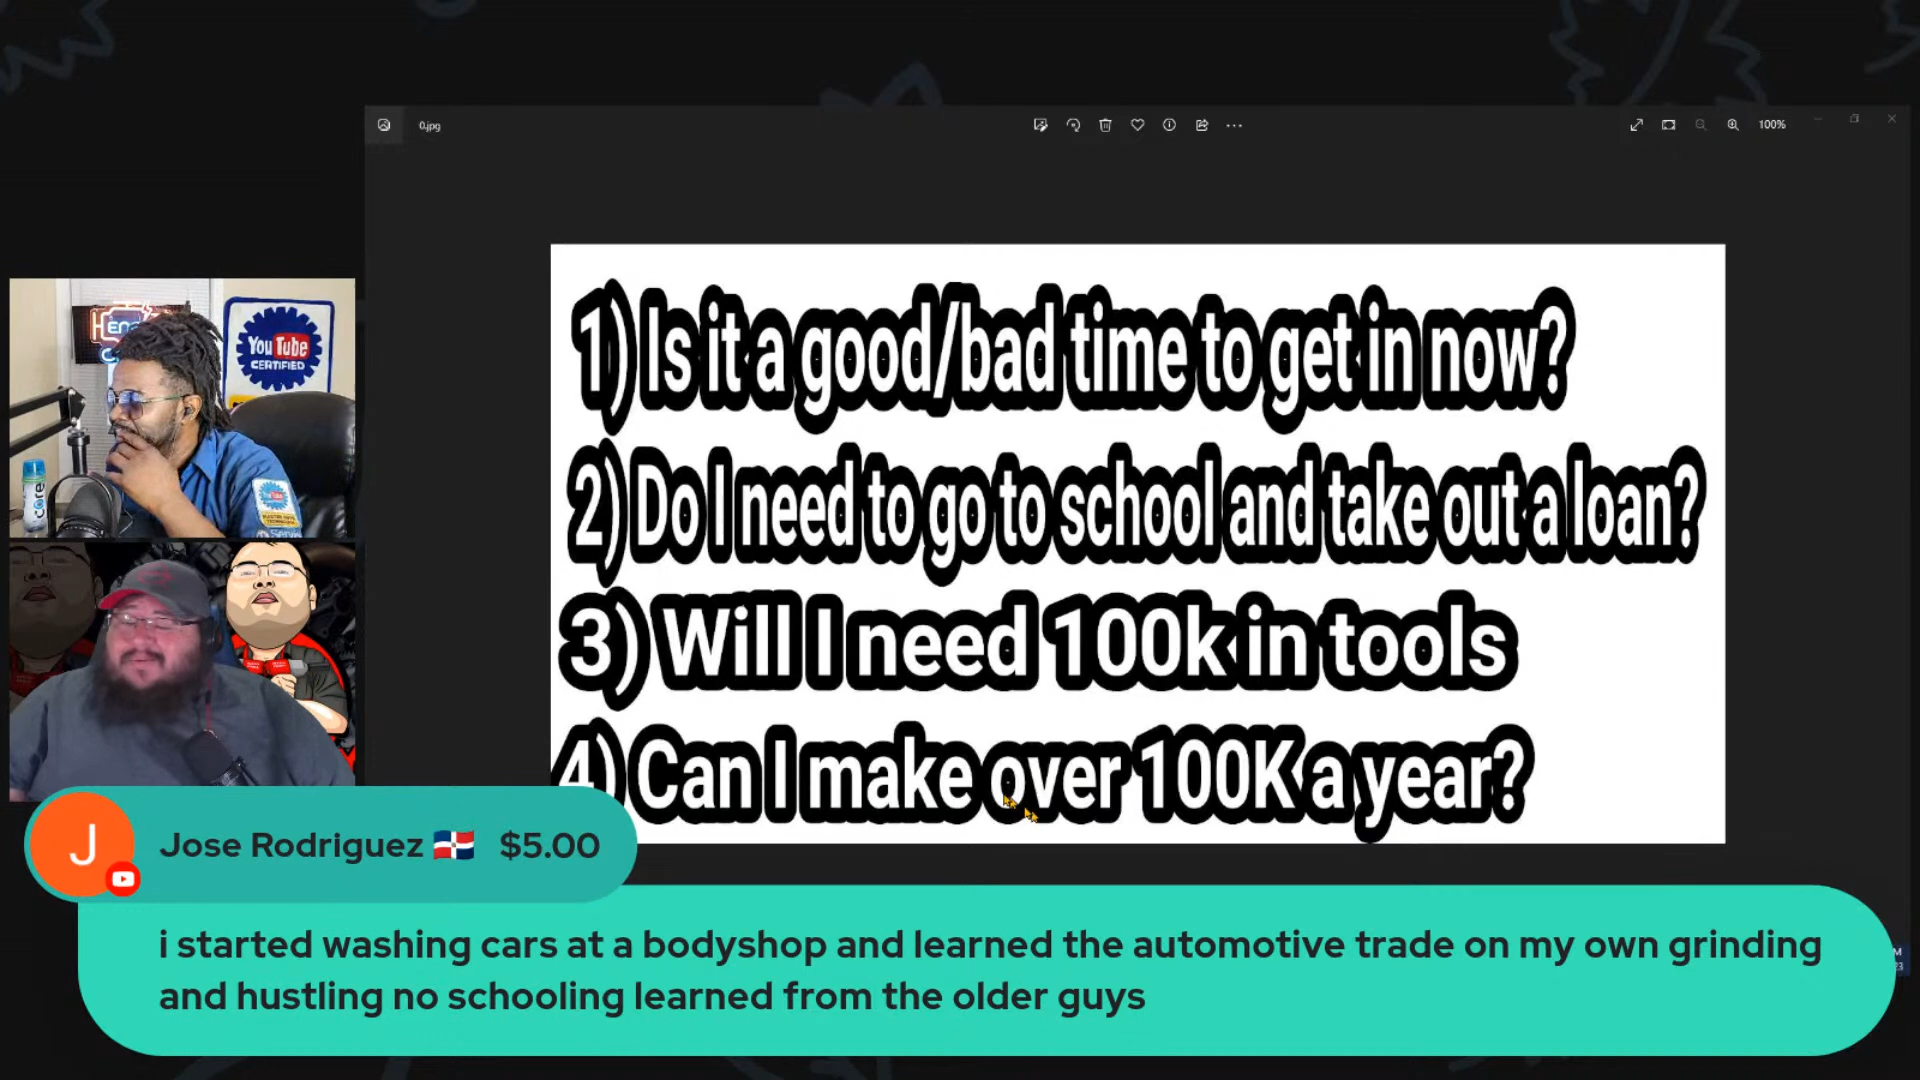 0.jpg
100%
1) Is it a good/bad time to get in now?
2) Do I need to go to school and take out a loan?
3) Will I need 100k in tools
4) Can I make over 100K a year?
YouTube
CERTIFIED
core
Jose Rodriguez $5.00
i started washing cars at a bodyshop and learned the automotive trade on my own grinding
and hustling no schooling learned from the older guys